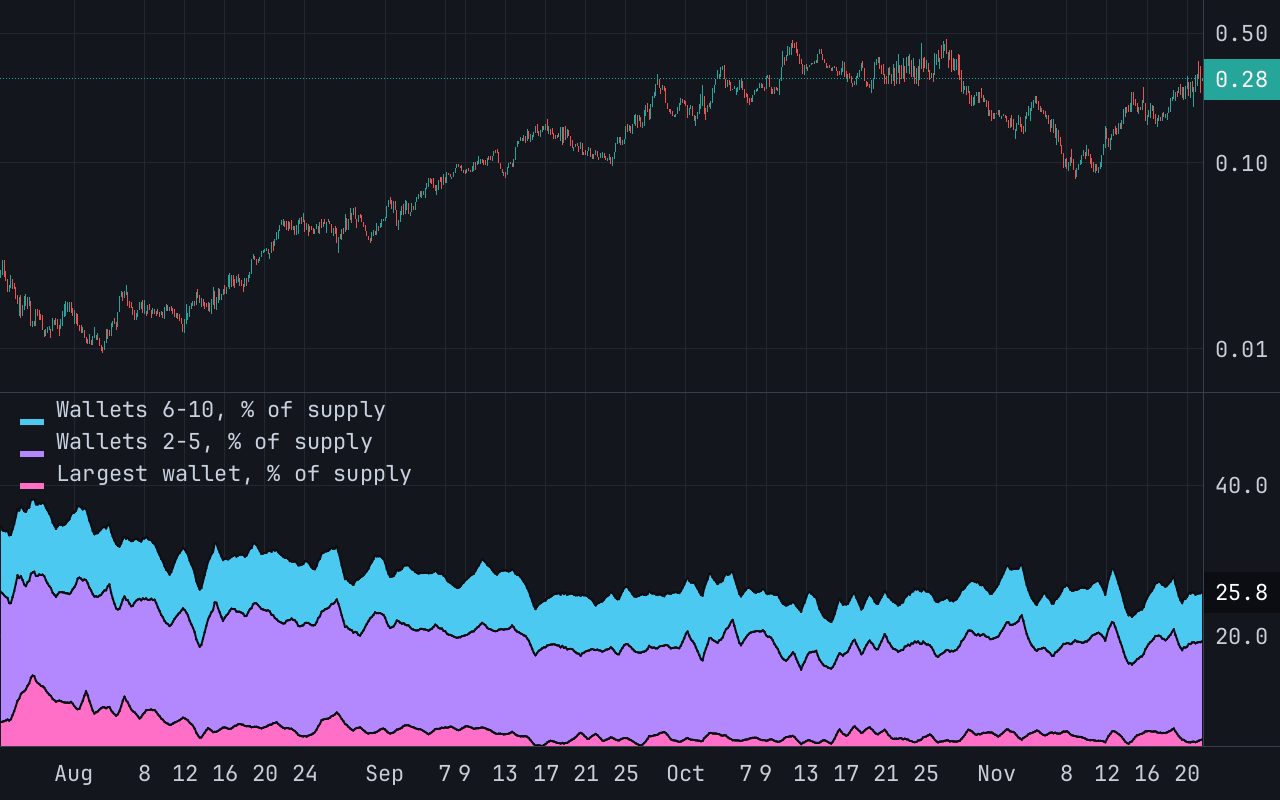 0.50
0.28
0.10
0.01
Wallets 6-10, % of supply
Wallets 2-5, % of supply
Largest wallet, % of supply
40.0
25.8
20.0
Aug 8 12 16 20 24 Sep 7 9 13 17 21 25 Oct 7 9 13 17 21 25 Nov 8 12 16 20